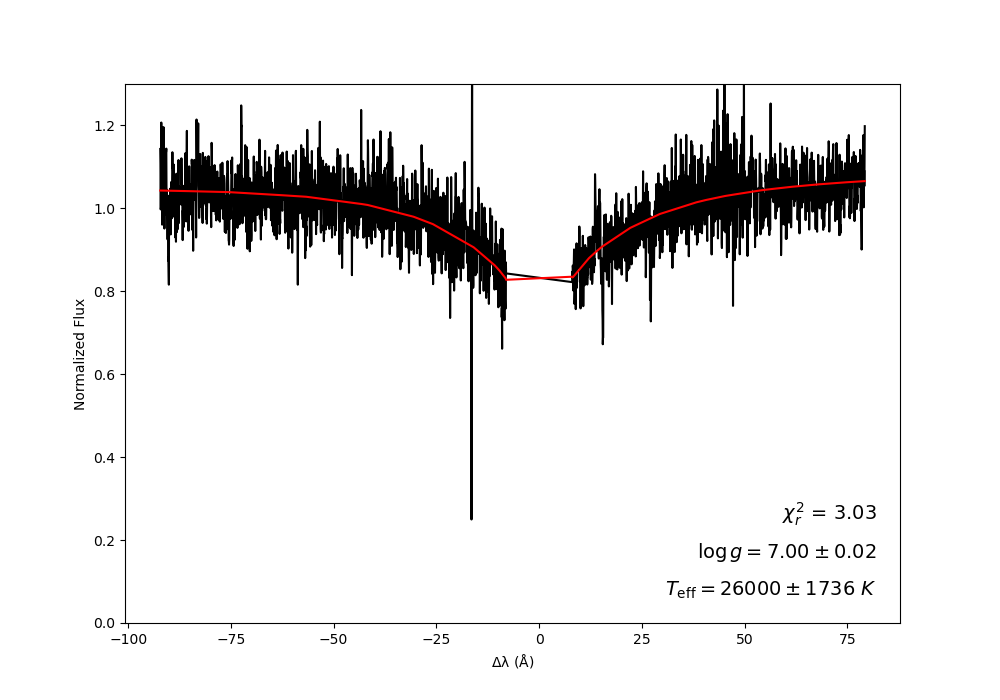 1.2
1.0
0.8
0.6
0.4
0.2
0.0
Normalized Flux
χ²ᵣ = 3.03
log g = 7.00 ± 0.02
T_eff = 26000 ± 1736 K
−100 −75 −50 −25 0 25 50 75
Δλ (Å)